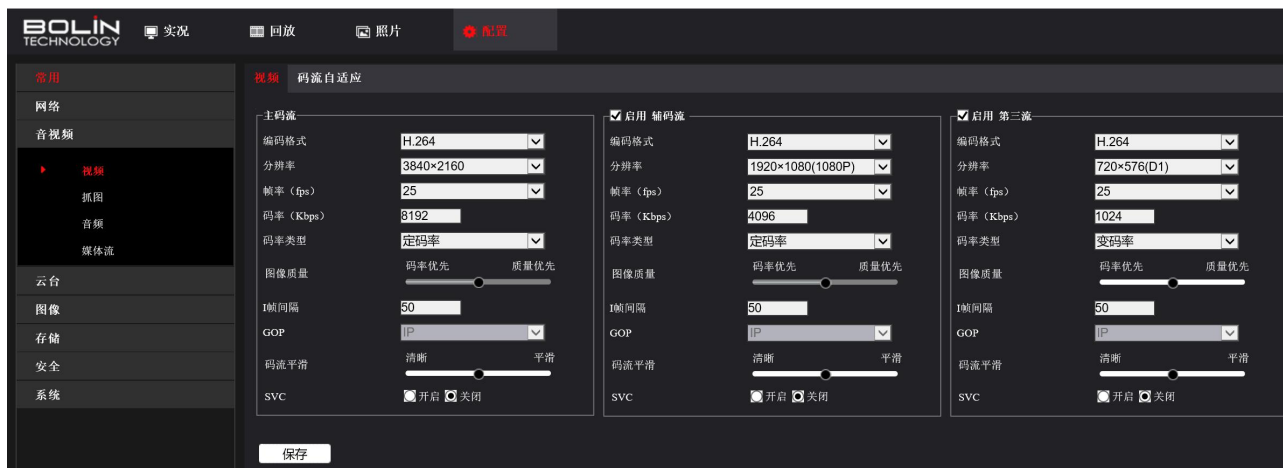 BOLIN
TECHNOLOGY
实况
回放
照片
配置
常用
网络
音视频
视频
抓图
音频
媒体流
云台
图像
存储
安全
系统
视频 码流自适应
主码流
编码格式 H.264
分辨率 3840×2160
帧率（fps） 25
码率（Kbps） 8192
码率类型 定码率
图像质量 码率优先 质量优先
I帧间隔 50
GOP IP
码流平滑 清晰 平滑
SVC 开启 关闭
启用 辅码流
编码格式 H.264
分辨率 1920×1080(1080P)
帧率（fps） 25
码率（Kbps） 4096
码率类型 定码率
图像质量 码率优先 质量优先
I帧间隔 50
GOP IP
码流平滑 清晰 平滑
SVC 开启 关闭
启用 第三流
编码格式 H.264
分辨率 720×576(D1)
帧率（fps） 25
码率（Kbps） 1024
码率类型 变码率
图像质量 码率优先 质量优先
I帧间隔 50
GOP IP
码流平滑 清晰 平滑
SVC 开启 关闭
保存